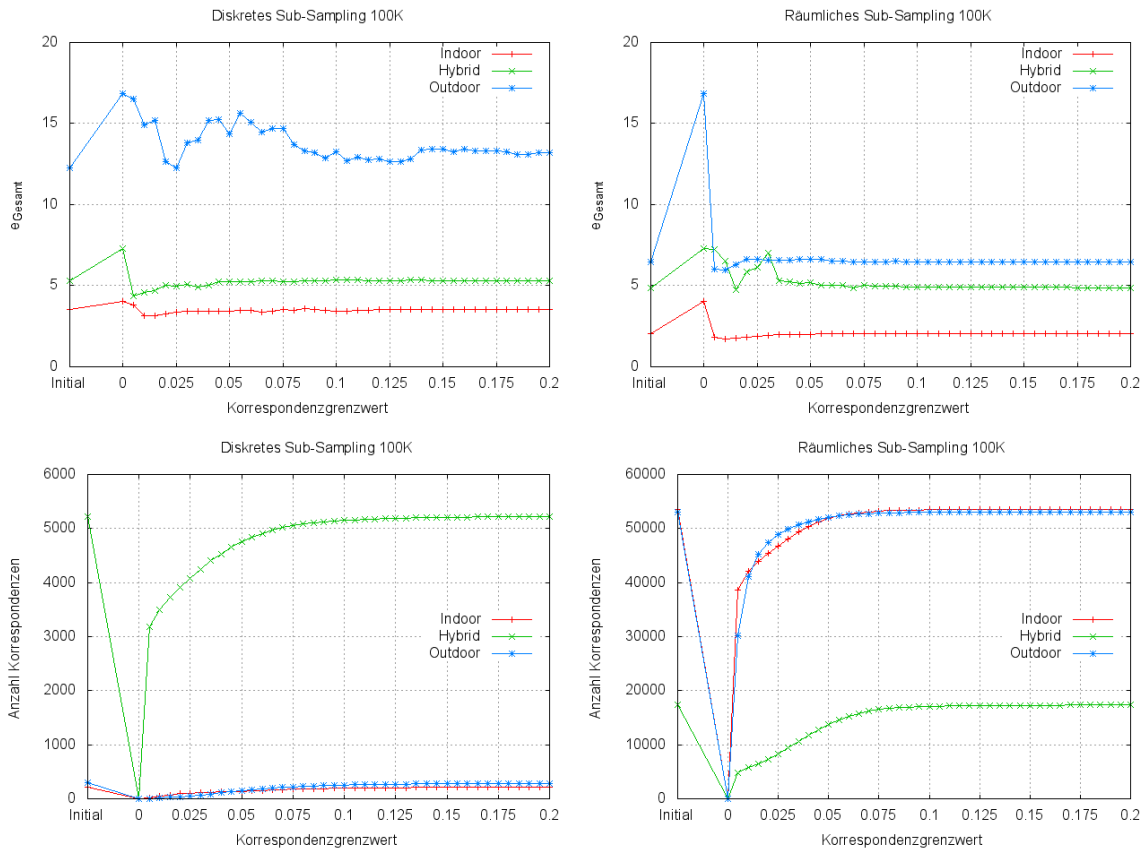 Diskretes Sub-Sampling 100K
20
15
10
5
0
eGesamt
Indoor
Hybrid
Outdoor
Initial 0 0.025 0.05 0.075 0.1 0.125 0.15 0.175 0.2
Korrespondenzgrenzwert
Räumliches Sub-Sampling 100K
20
15
10
5
0
eGesamt
Indoor
Hybrid
Outdoor
Initial 0 0.025 0.05 0.075 0.1 0.125 0.15 0.175 0.2
Korrespondenzgrenzwert
Diskretes Sub-Sampling 100K
6000
5000
4000
3000
2000
1000
0
Anzahl Korrespondenzen
Indoor
Hybrid
Outdoor
Initial 0 0.025 0.05 0.075 0.1 0.125 0.15 0.175 0.2
Korrespondenzgrenzwert
Räumliches Sub-Sampling 100K
60000
50000
40000
30000
20000
10000
0
Anzahl Korrespondenzen
Indoor
Hybrid
Outdoor
Initial 0 0.025 0.05 0.075 0.1 0.125 0.15 0.175 0.2
Korrespondenzgrenzwert